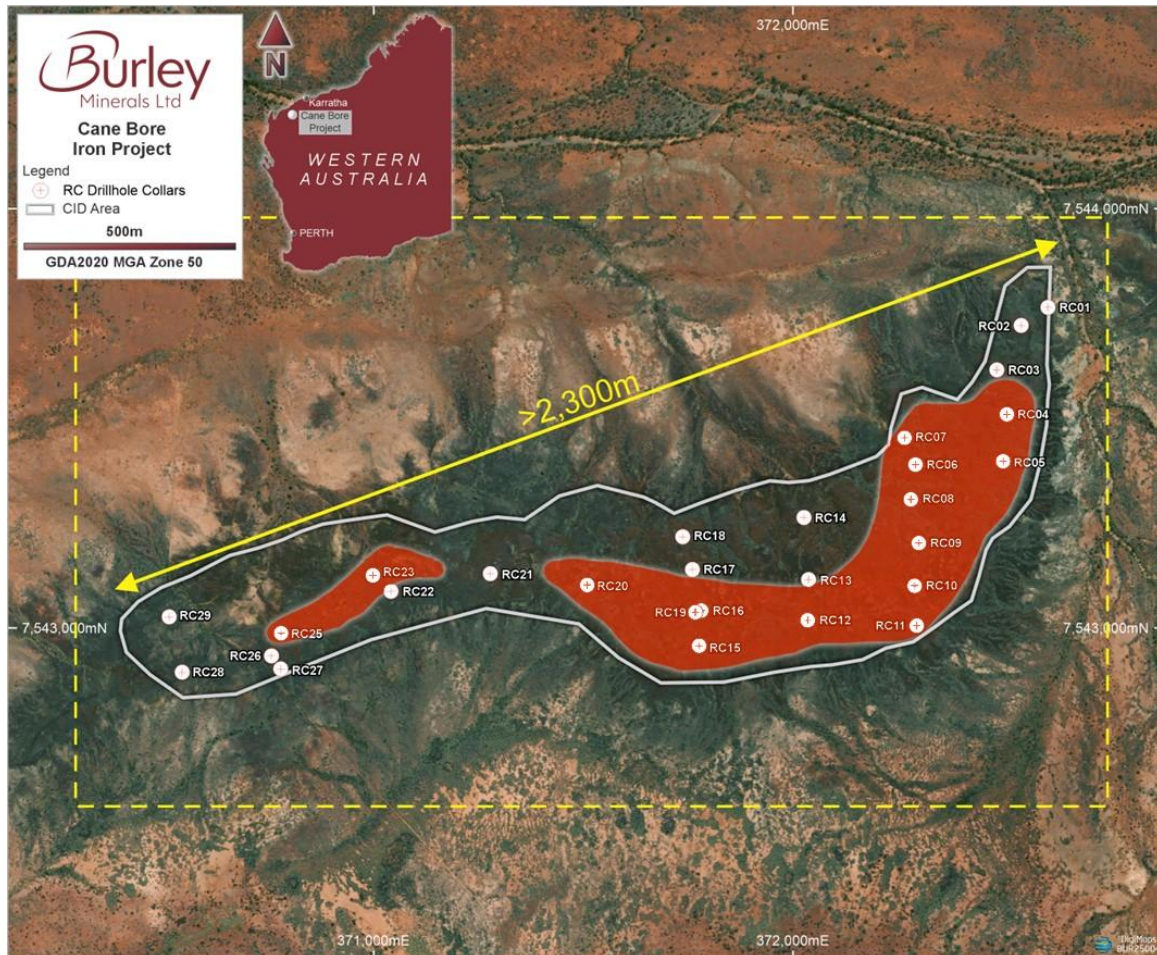 Burley
Minerals Ltd
Cane Bore
Iron Project
Legend
RC Drillhole Collars
CID Area
500m
GDA2020 MGA Zone 50
N
Karratha
Cane Bore
Project
WESTERN
AUSTRALIA
PERTH
372,000mE
7,544,000mN
>2,300m
RC01
RC02
RC03
RC04
RC07
RC05
RC06
RC08
RC14
RC18
RC09
RC17
RC21
RC23
RC13
RC20
RC10
RC22
RC16
RC19
RC29
RC12
RC11
7,543,000mN
7,543,000mN
RC25
RC15
RC26
RC27
RC28
371,000mE
372,000mE
DigiMaps